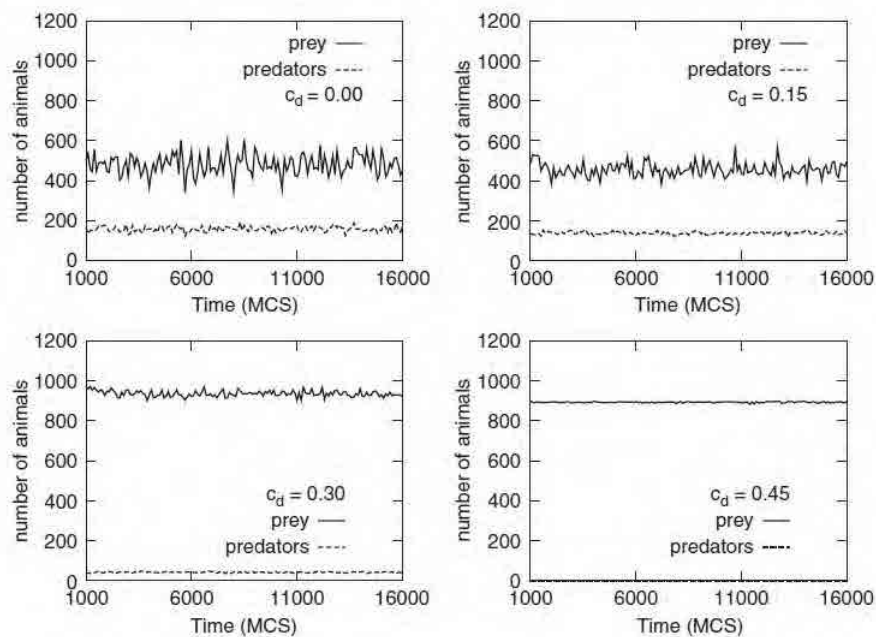 1200
1000
800
600
400
200
0
number of animals
prey
predators
c_d = 0.00
1000 6000 11000 16000
Time (MCS)
1200
1000
800
600
400
200
0
number of animals
prey
predators
c_d = 0.15
1000 6000 11000 16000
Time (MCS)
1200
1000
800
600
400
200
0
number of animals
c_d = 0.30
prey
predators
1000 6000 11000 16000
Time (MCS)
1200
1000
800
600
400
200
0
number of animals
c_d = 0.45
prey
predators
1000 6000 11000 16000
Time (MCS)